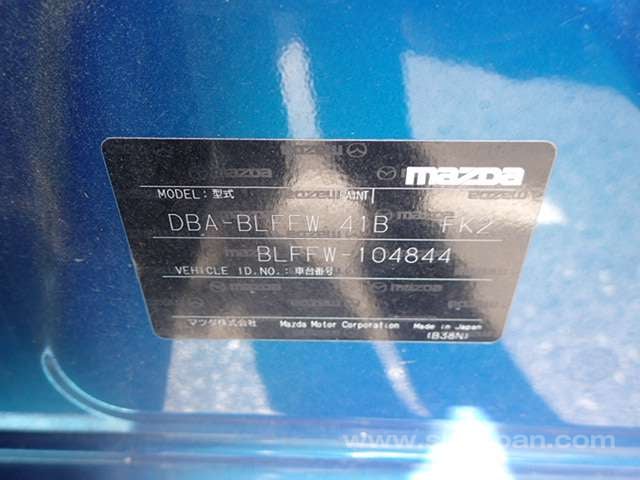 mazda
MODEL: 型式 PAINT
DBA-BLFFW 41B FK2
BLFFW-104844
VEHICLE ID.NO.: 車台番号
マツダ株式会社 Mazda Motor Corporation Made in Japan
(B38N)